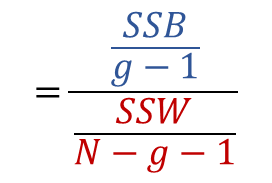 SSB
g − 1
=
SSW
N − g − 1